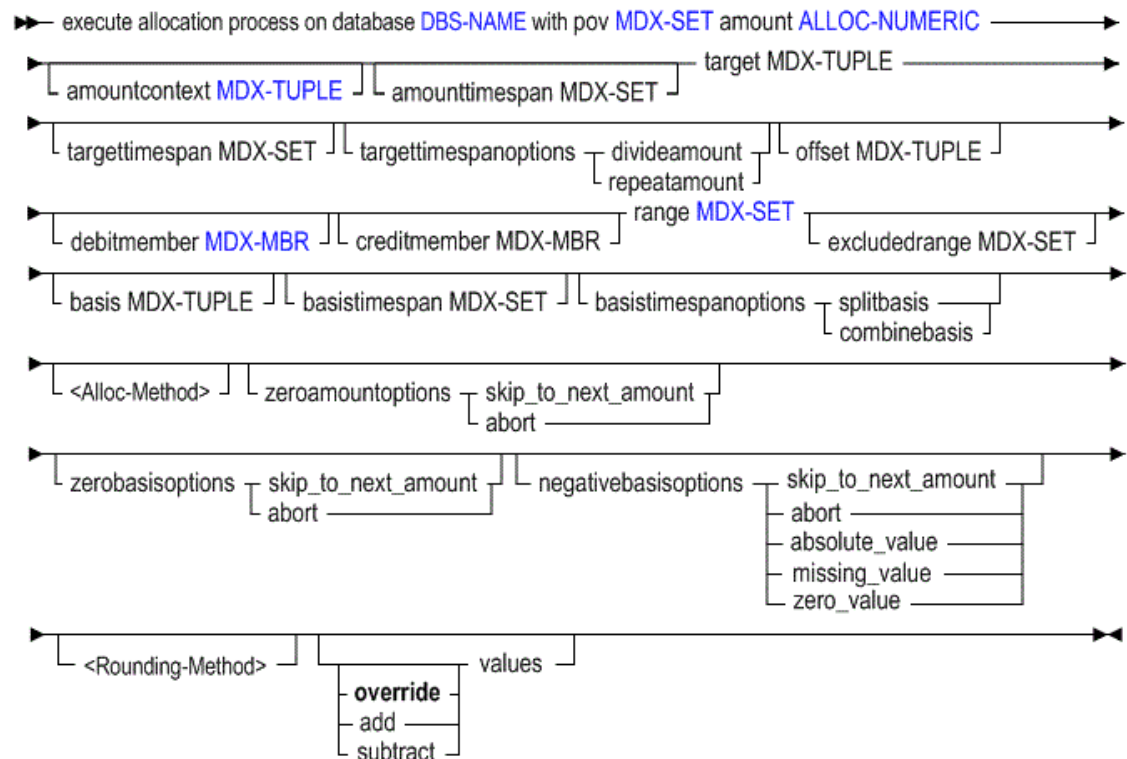 execute allocation process on database DBS-NAME with pov MDX-SET amount ALLOC-NUMERIC
amountcontext MDX-TUPLE amounttimespan MDX-SET target MDX-TUPLE
targettimespan MDX-SET targettimespanoptions divideamount offset MDX-TUPLE
repeatamount
debitmember MDX-MBR creditmember MDX-MBR range MDX-SET excludedrange MDX-SET
basis MDX-TUPLE basistimespan MDX-SET basistimespanoptions splitbasis
combinebasis
<Alloc-Method> zeroamountoptions skip_to_next_amount
abort
zerobasisoptions skip_to_next_amount negativebasisoptions skip_to_next_amount
abort abort
absolute_value
missing_value
zero_value
<Rounding-Method> values
override
add
subtract